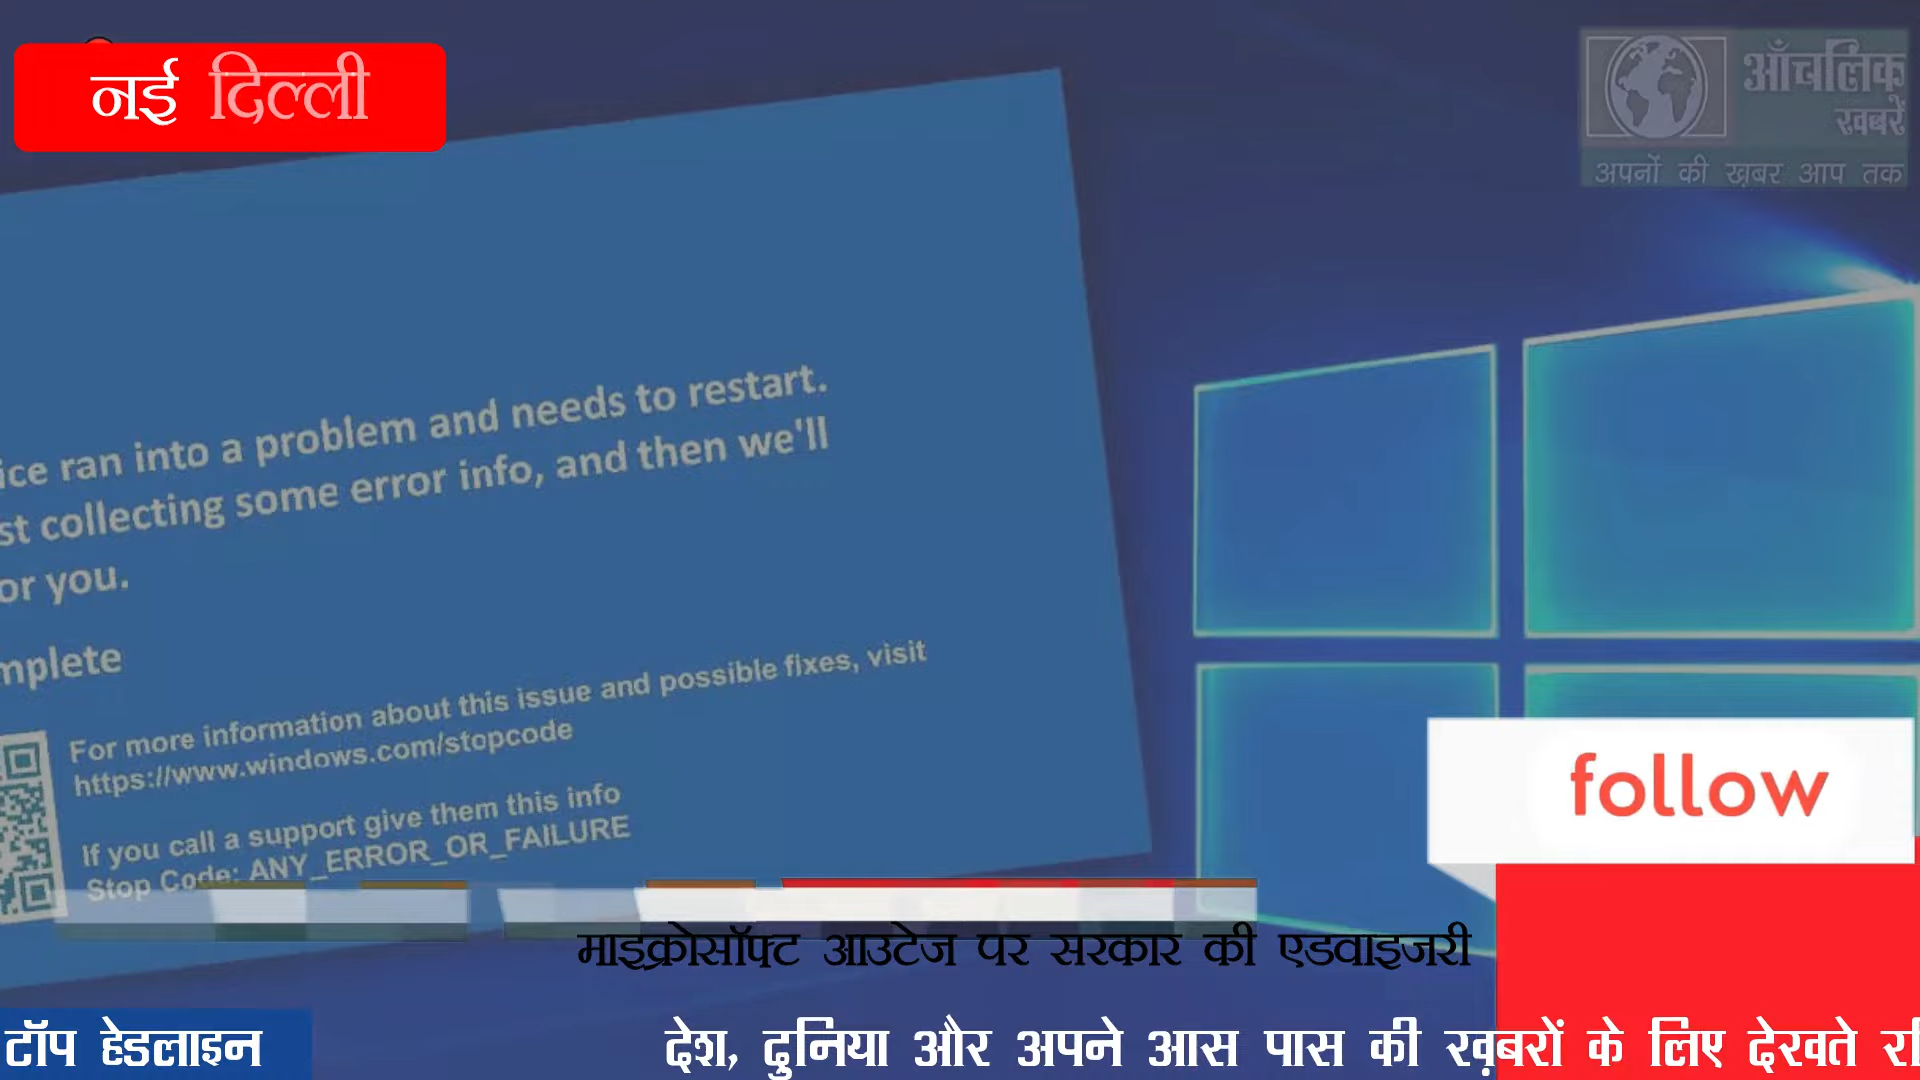 नई दिल्ली
आँचलिक
ख़बरें
अपनों की ख़बर आप तक
ice ran into a problem and needs to restart.
st collecting some error info, and then we'll
or you.
mplete
For more information about this issue and possible fixes, visit
https://www.windows.com/stopcode
If you call a support give them this info
Stop Code: ANY_ERROR_OR_FAILURE
follow
माइक्रोसॉफ्ट आउटेज पर सरकार की एडवाइजरी
टॉप हेडलाइन
देश, दुनिया और अपने आस पास की ख़बरों के लिए देखते